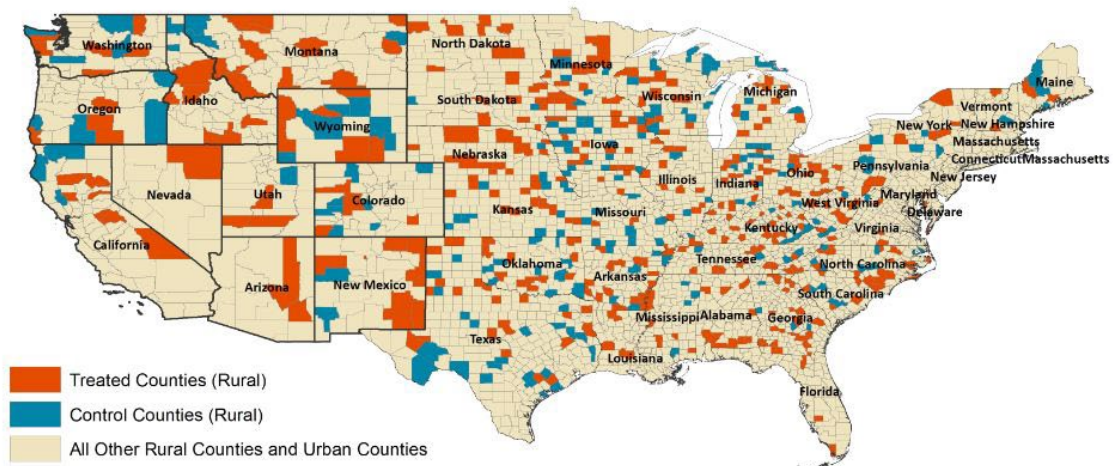 Washington
Montana
North Dakota
Minnesota
Maine
Oregon
Idaho
Wyoming
South Dakota
Wisconsin
Michigan
Vermont
New York
New Hampshire
Massachusetts
Connecticut
Massachusetts
Nebraska
Iowa
Pennsylvania
New Jersey
Nevada
Utah
Colorado
Kansas
Missouri
Illinois
Indiana
Ohio
West Virginia
Maryland
Delaware
Kentucky
Virginia
California
Arizona
New Mexico
Oklahoma
Arkansas
Tennessee
North Carolina
South Carolina
Mississippi
Alabama
Georgia
Texas
Louisiana
Florida
Treated Counties (Rural)
Control Counties (Rural)
All Other Rural Counties and Urban Counties